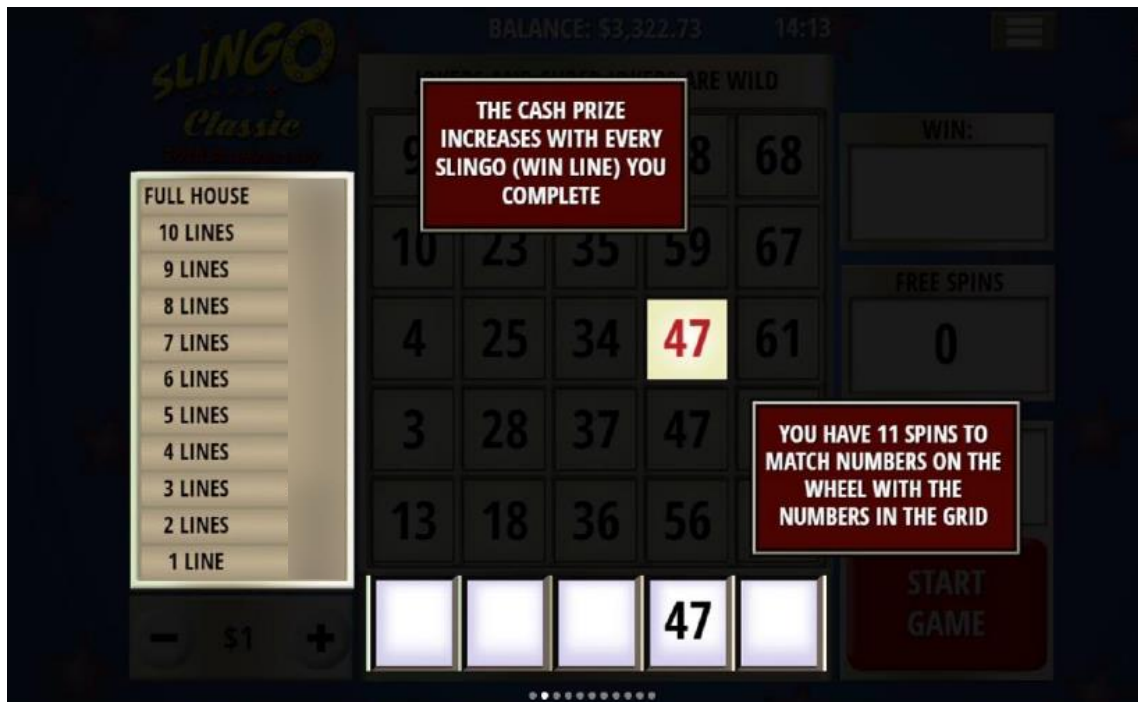 BALANCE: $3,322.73
14:13
SLINGO
Classic
ARE WILD
THE CASH PRIZE
INCREASES WITH EVERY
SLINGO (WIN LINE) YOU
COMPLETE
WIN:
FULL HOUSE
10 LINES
9 LINES
8 LINES
7 LINES
6 LINES
5 LINES
4 LINES
3 LINES
2 LINES
1 LINE
68
10 23 35 59 67
4 25 34 47 61
3 28 37 47
13 18 36 56
FREE SPINS
0
YOU HAVE 11 SPINS TO
MATCH NUMBERS ON THE
WHEEL WITH THE
NUMBERS IN THE GRID
START
GAME
- $1 +
47